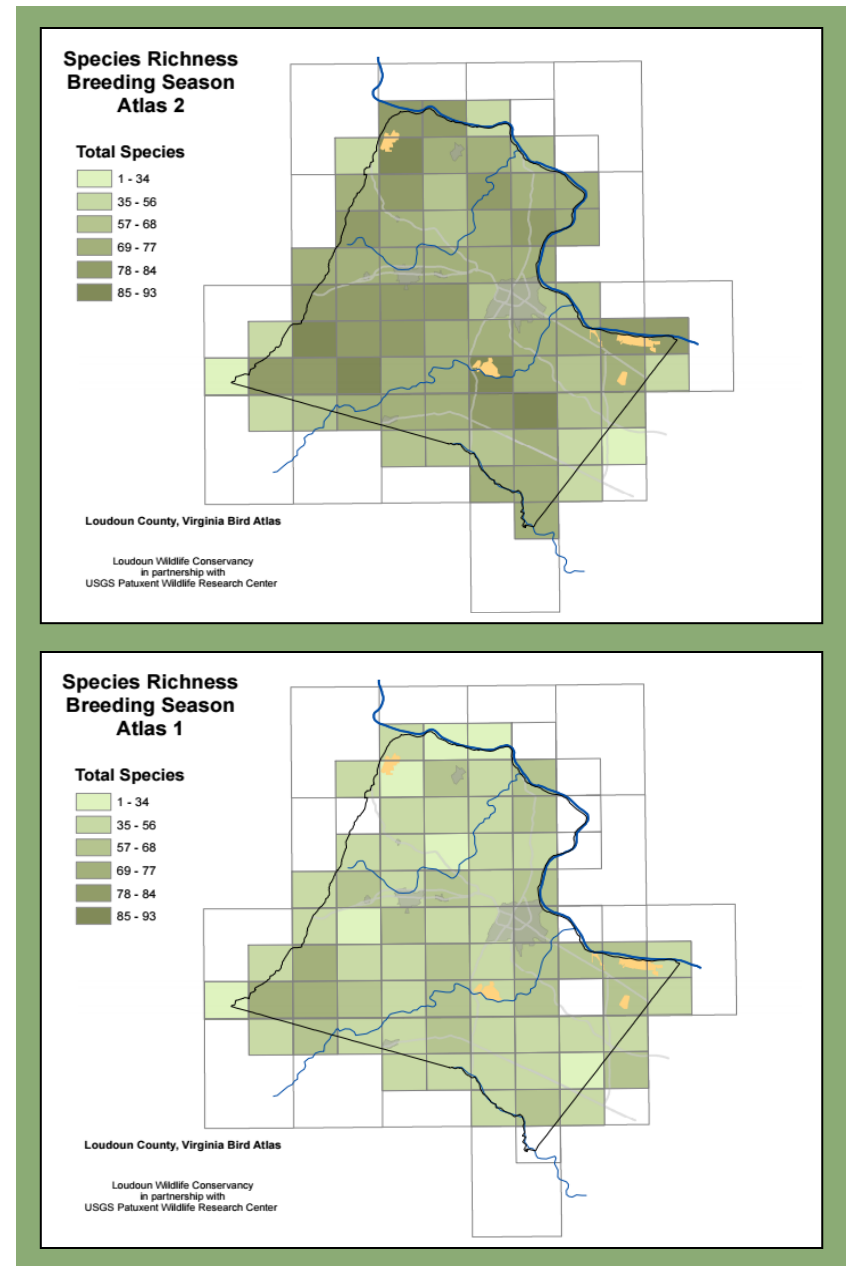 Species Richness
Breeding Season
Atlas 2
Total Species
1 - 34
35 - 56
57 - 68
69 - 77
78 - 84
85 - 93
Loudoun County, Virginia Bird Atlas
Loudoun Wildlife Conservancy
in partnership with
USGS Patuxent Wildlife Research Center
Species Richness
Breeding Season
Atlas 1
Total Species
1 - 34
35 - 56
57 - 68
69 - 77
78 - 84
85 - 93
Loudoun County, Virginia Bird Atlas
Loudoun Wildlife Conservancy
in partnership with
USGS Patuxent Wildlife Research Center